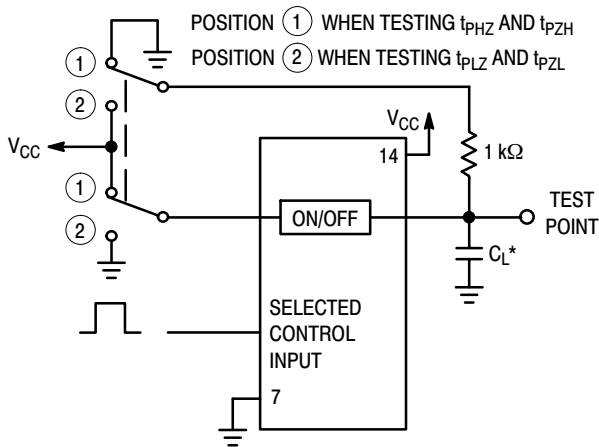 POSITION 1 WHEN TESTING tPHZ AND tPZH
POSITION 2 WHEN TESTING tPLZ AND tPZL
1
2
VCC
1
2
VCC
14
1 kΩ
ON/OFF
TEST
POINT
CL*
SELECTED
CONTROL
INPUT
7